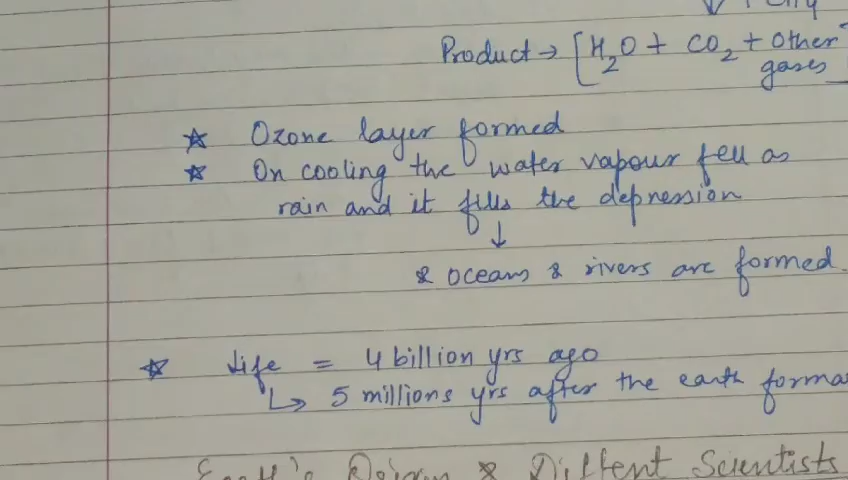 Product → [H₂O + CO₂ + Other
gases]
☆ Ozone layer formed
☆ On cooling the water vapour fell as
rain and it fills the depression
↓
& oceans & rivers are formed.
☆ Life = 4 billion yrs ago
↳ 5 millions yrs after the earth forma
& Scientists